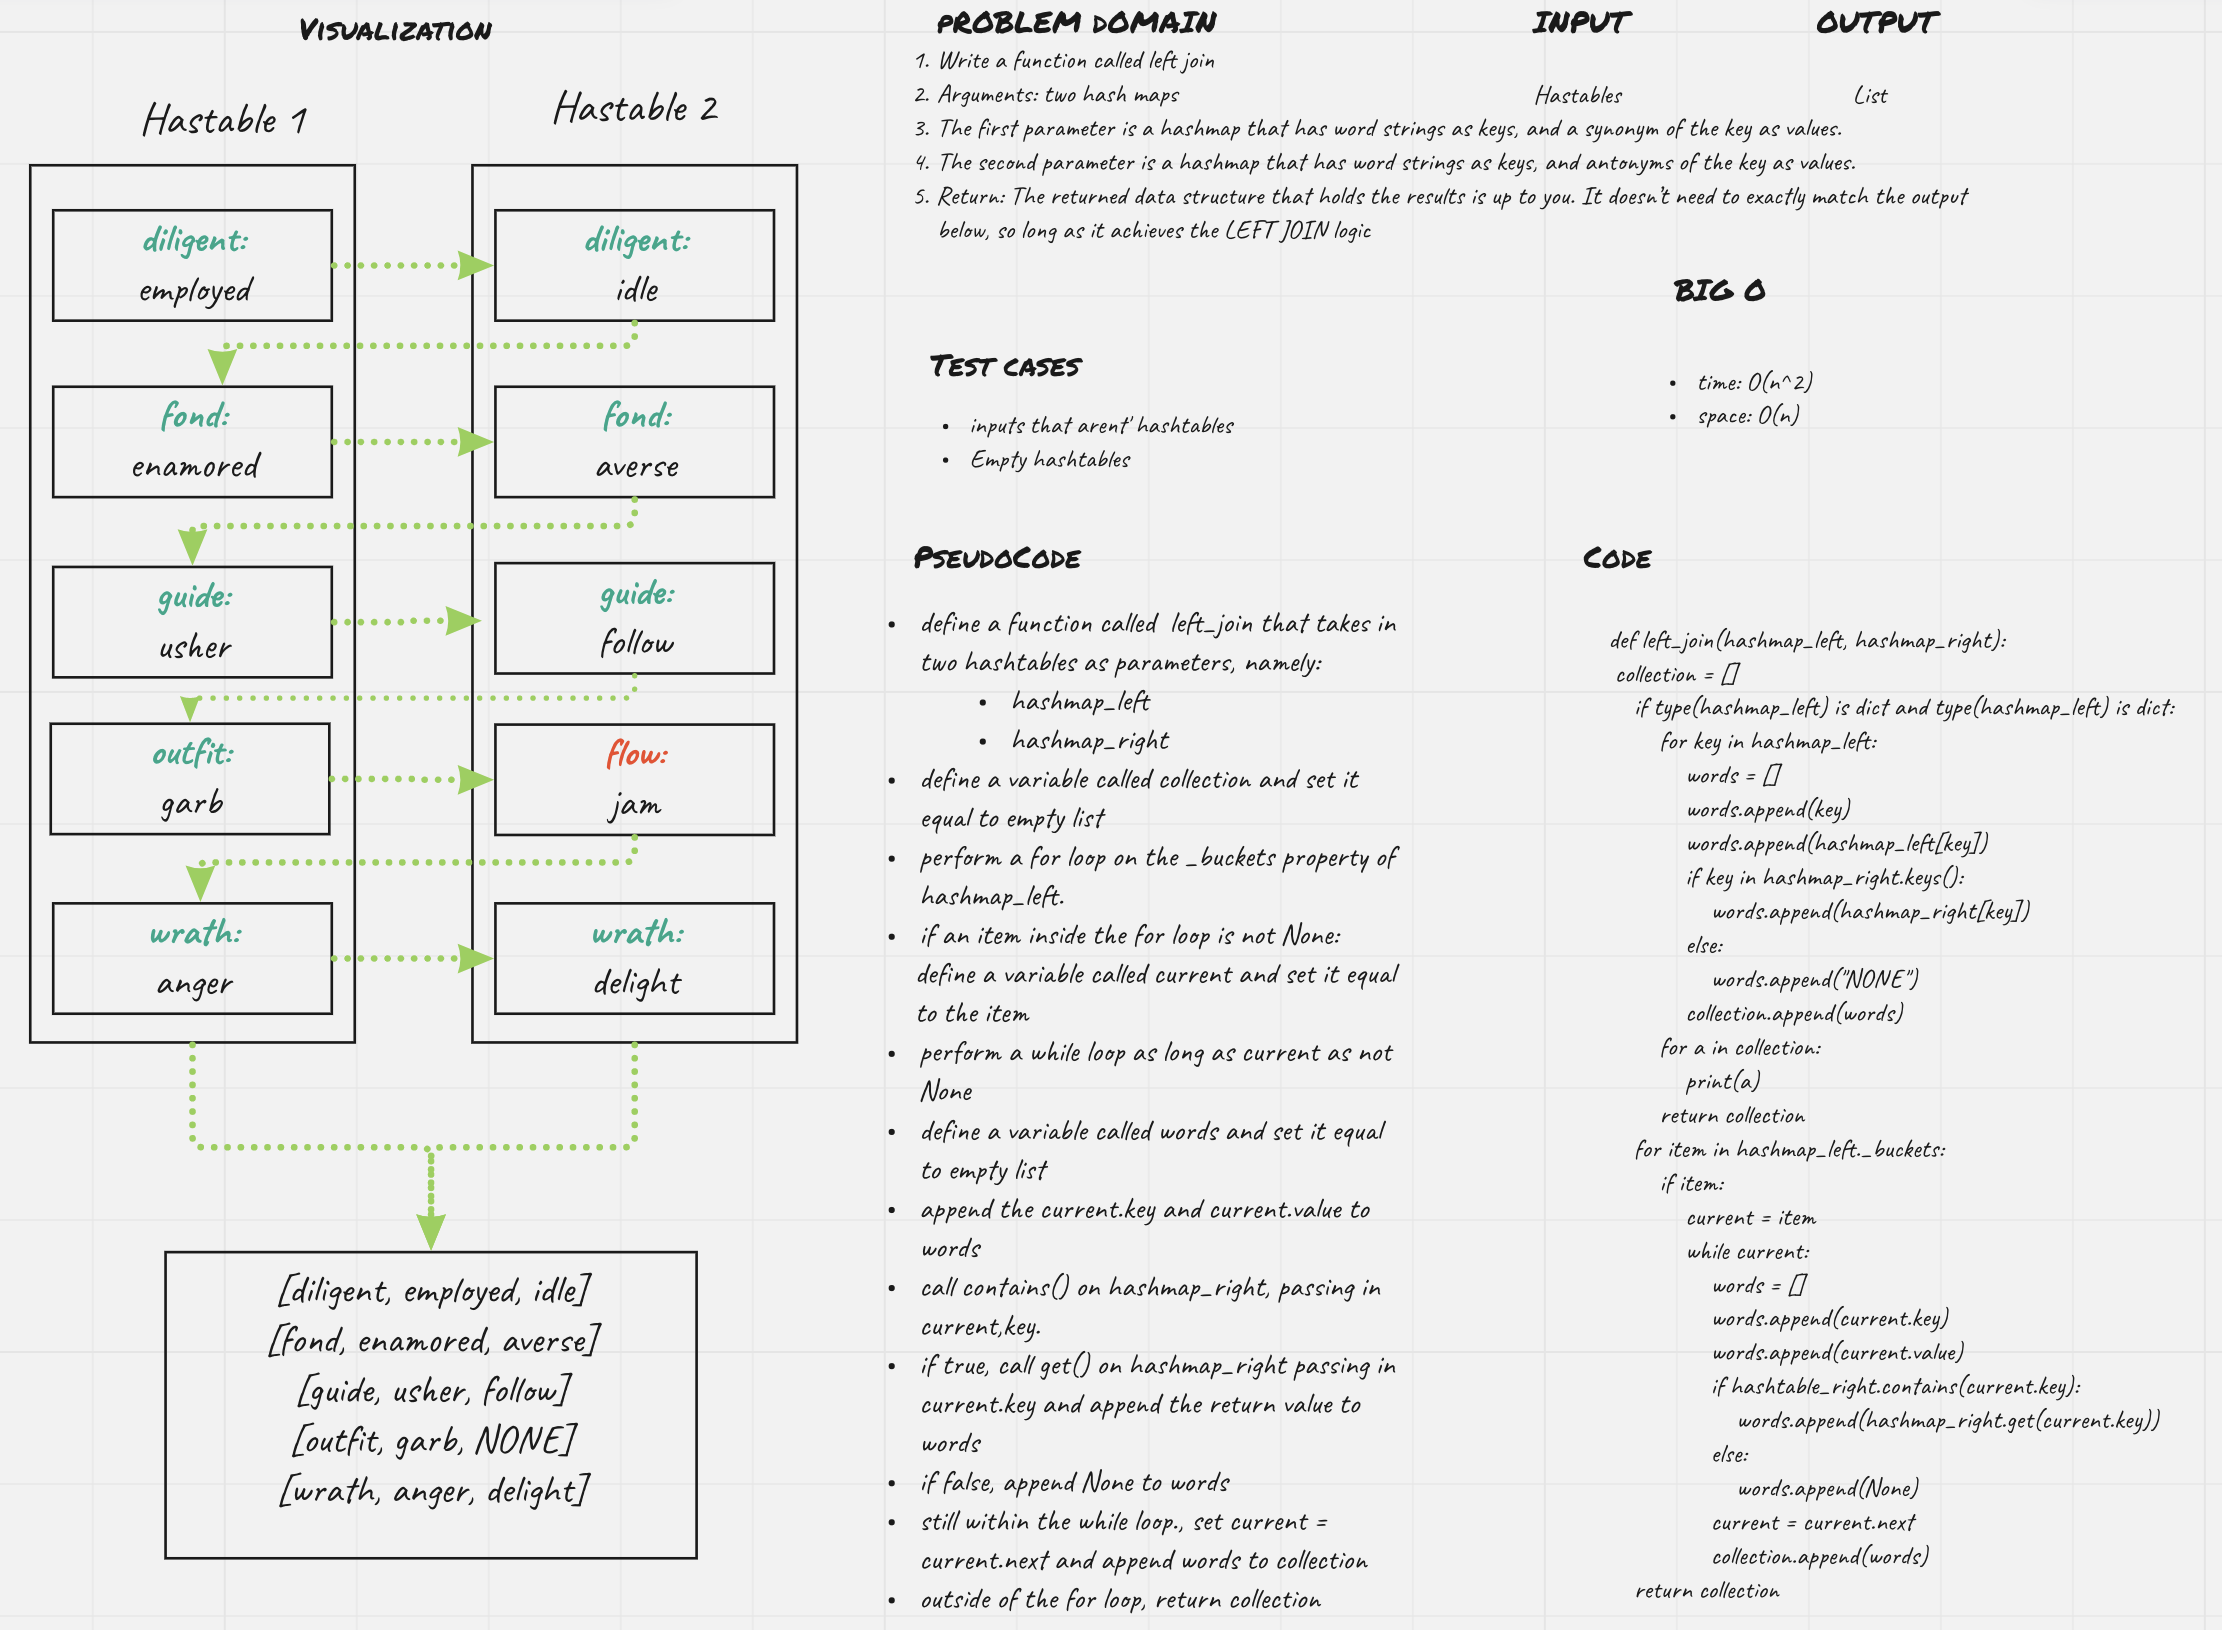 VISUALIZATION
Hastable 1
Hastable 2
diligent:
employed
diligent:
idle
fond:
enamored
fond:
averse
guide:
usher
guide:
follow
outfit:
garb
flow:
jam
wrath:
anger
wrath:
delight
[diligent, employed, idle]
[fond, enamored, averse]
[guide, usher, follow]
[outfit, garb, NONE]
[wrath, anger, delight]
PROBLEM DOMAIN
1. Write a function called left join
2. Arguments: two hash maps
3. The first parameter is a hashmap that has word strings as keys, and a synonym of the key as values.
4. The second parameter is a hashmap that has word strings as keys, and antonyms of the key as values.
5. Return: The returned data structure that holds the results is up to you. It doesn't need to exactly match the output
below, so long as it achieves the LEFT JOIN logic
INPUT
Hastables
OUTPUT
List
BIG O
• time: O(n^2)
• space: O(n)
TEST CASES
• inputs that arent' hashtables
• Empty hashtables
PSEUDOCODE
• define a function called left_join that takes in
two hashtables as parameters, namely:
• hashmap_left
• hashmap_right
• define a variable called collection and set it
equal to empty list
• perform a for loop on the _buckets property of
hashmap_left.
• if an item inside the for loop is not None:
define a variable called current and set it equal
to the item
• perform a while loop as long as current as not
None
• define a variable called words and set it equal
to empty list
• append the current.key and current.value to
words
• call contains() on hashmap_right, passing in
current,key.
• if true, call get() on hashmap_right passing in
current.key and append the return value to
words
• if false, append None to words
• still within the while loop., set current =
current.next and append words to collection
• outside of the for loop, return collection
CODE
def left_join(hashmap_left, hashmap_right):
collection = []
if type(hashmap_left) is dict and type(hashmap_left) is dict:
for key in hashmap_left:
words = []
words.append(key)
words.append(hashmap_left[key])
if key in hashmap_right.keys():
words.append(hashmap_right[key])
else:
words.append("NONE")
collection.append(words)
for a in collection:
print(a)
return collection
for item in hashmap_left._buckets:
if item:
current = item
while current:
words = []
words.append(current.key)
words.append(current.value)
if hashtable_right.contains(current.key):
words.append(hashmap_right.get(current.key))
else:
words.append(None)
current = current.next
collection.append(words)
return collection